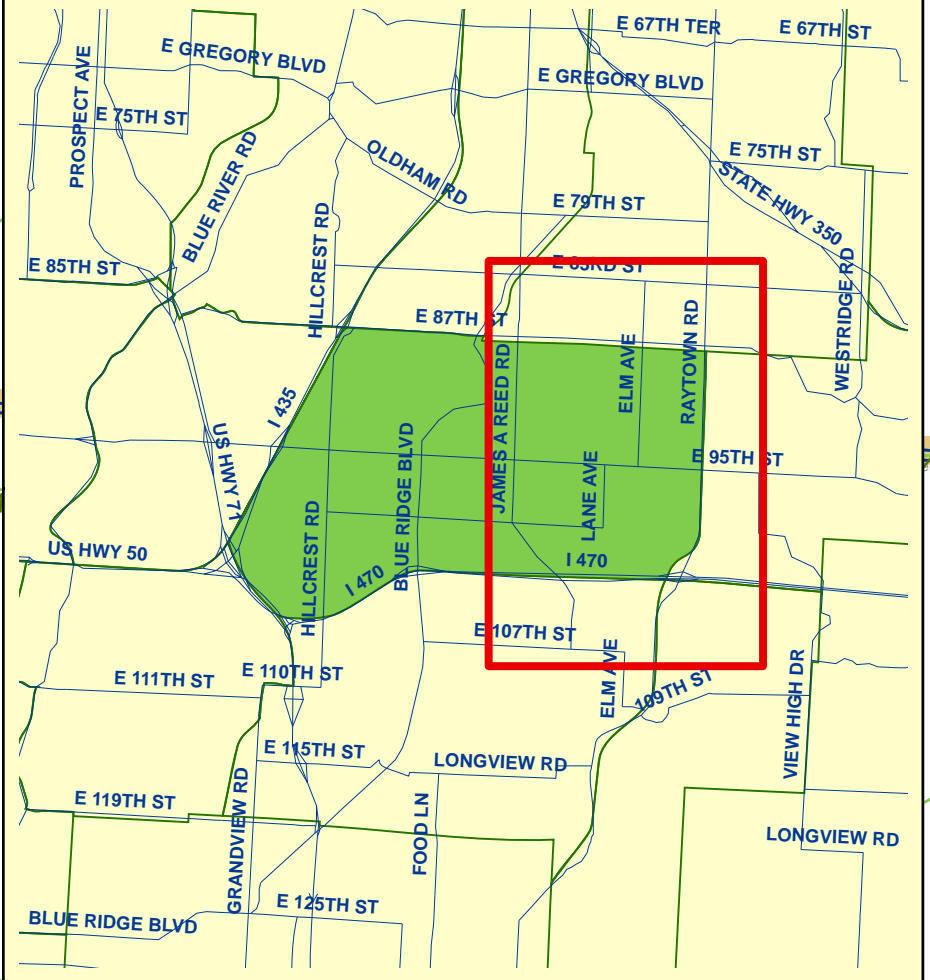 E 67TH TER
E 67TH ST
E GREGORY BLVD
E GREGORY BLVD
PROSPECT AVE
E 75TH ST
E 75TH ST
BLUE RIVER RD
OLDHAM RD
STATE HWY 350
E 79TH ST
HILLCREST RD
E 85TH ST
E 83RD ST
WESTRIDGE RD
E 87TH ST
RAYTOWN RD
ELM AVE
JAMES A REED RD
I 435
US HWY 71
BLUE RIDGE BLVD
E 95TH ST
LANE AVE
HILLCREST RD
US HWY 50
I 470
I 470
E 107TH ST
ELM AVE
109TH ST
E 110TH ST
E 111TH ST
VIEW HIGH DR
E 115TH ST
LONGVIEW RD
E 119TH ST
GRANDVIEW RD
FOOD LN
LONGVIEW RD
E 125TH ST
BLUE RIDGE BLVD